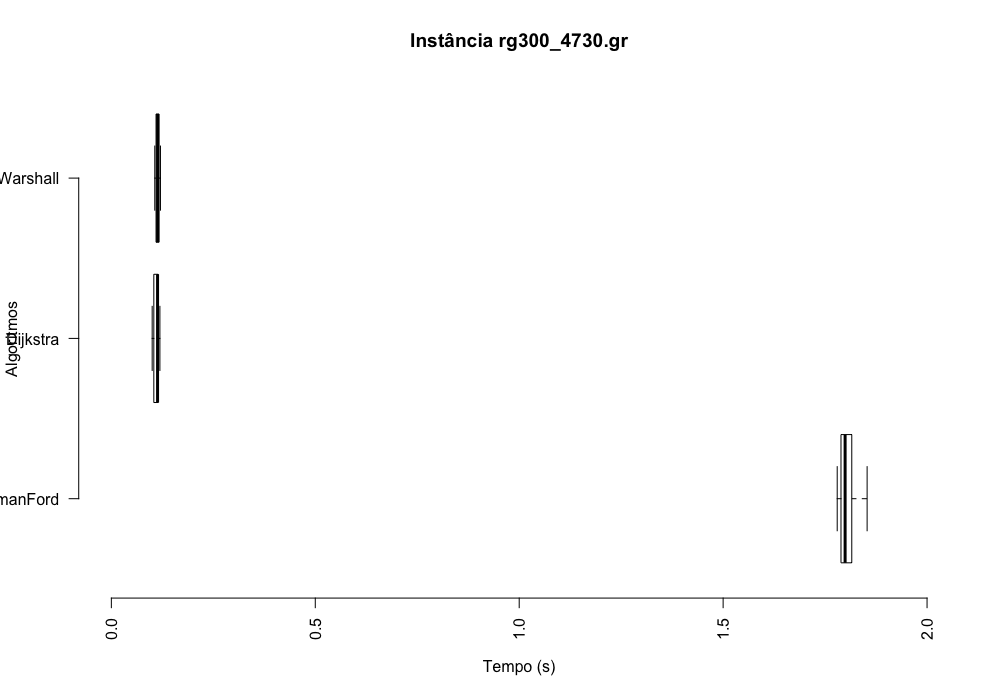 Instância rg300_4730.gr
Warshall
Algoritmos
Dijkstra
manFord
0.0
0.5
1.0
1.5
2.0
Tempo (s)